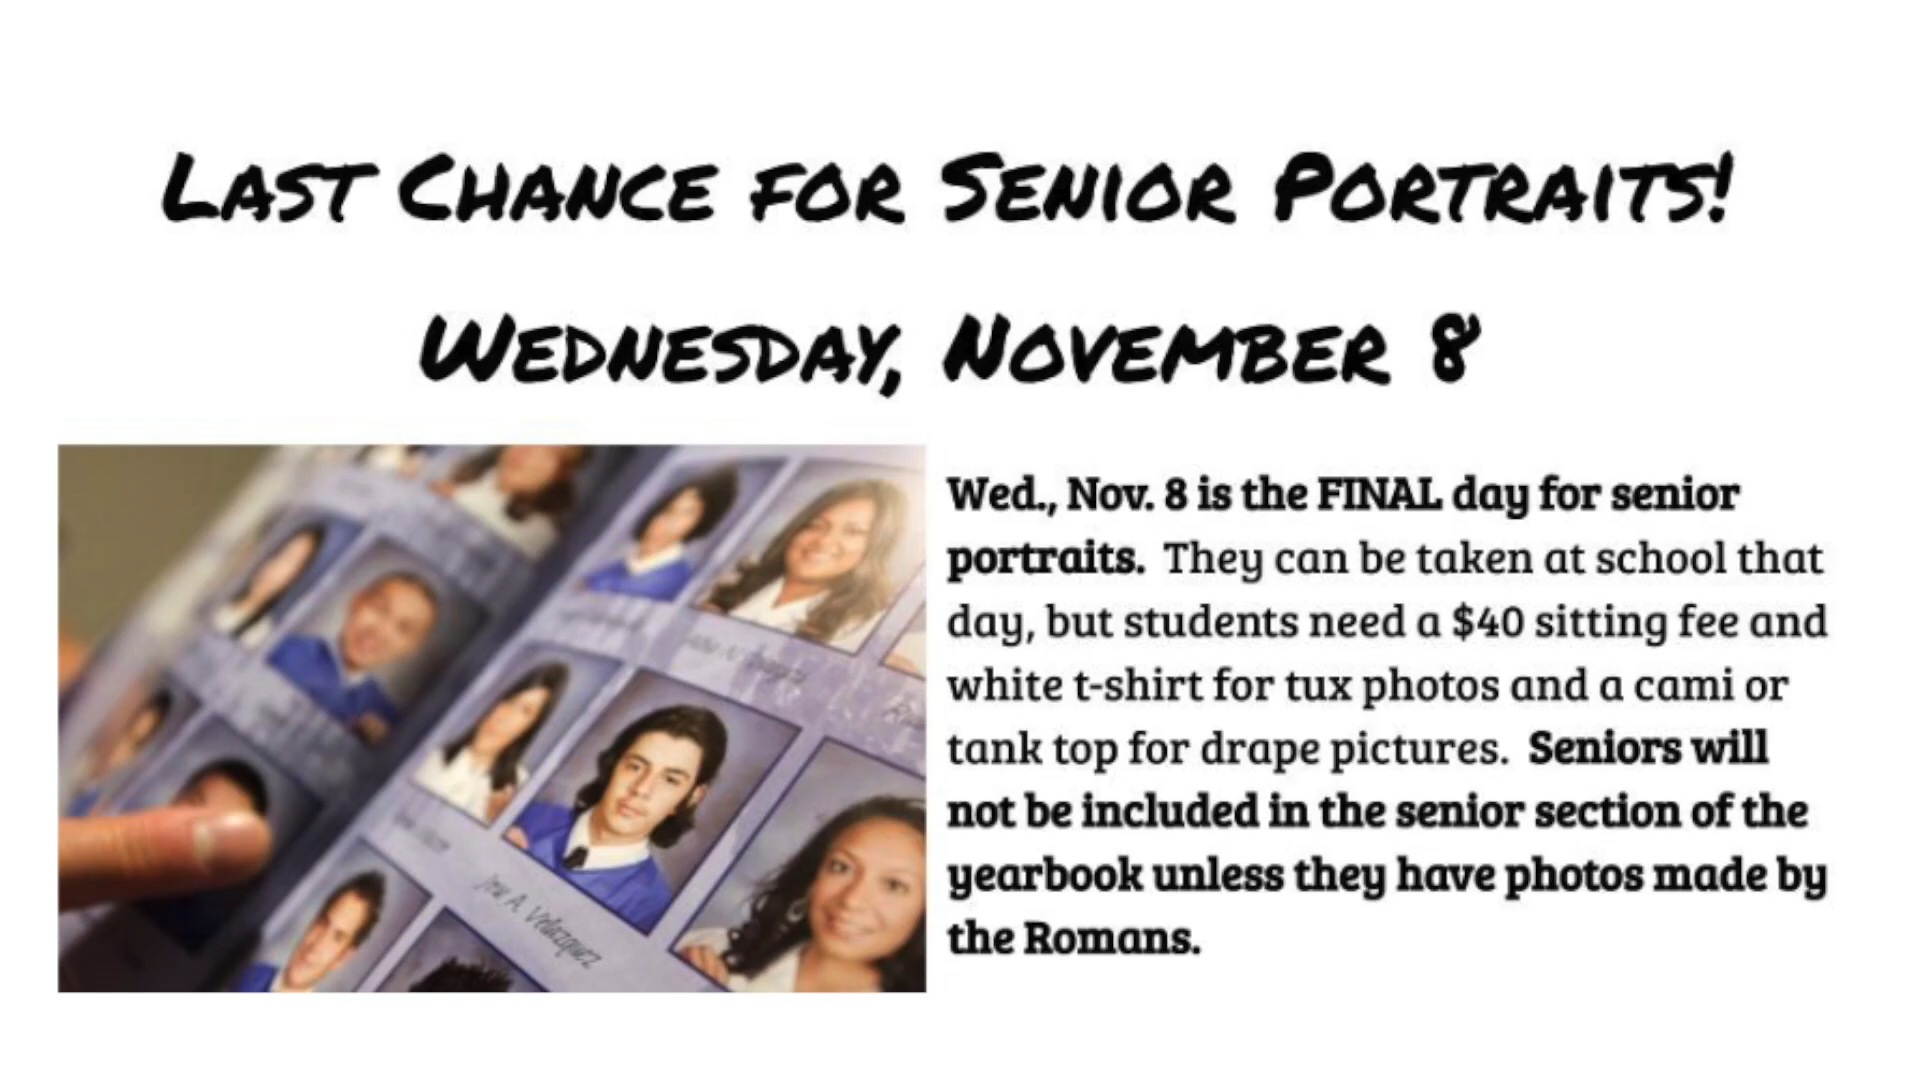 Last Chance for Senior Portraits!
Wednesday, November 8
Wed., Nov. 8 is the FINAL day for senior
portraits. They can be taken at school that
day, but students need a $40 sitting fee and
white t-shirt for tux photos and a cami or
tank top for drape pictures. Seniors will
not be included in the senior section of the
yearbook unless they have photos made by
the Romans.
A. Velazquez